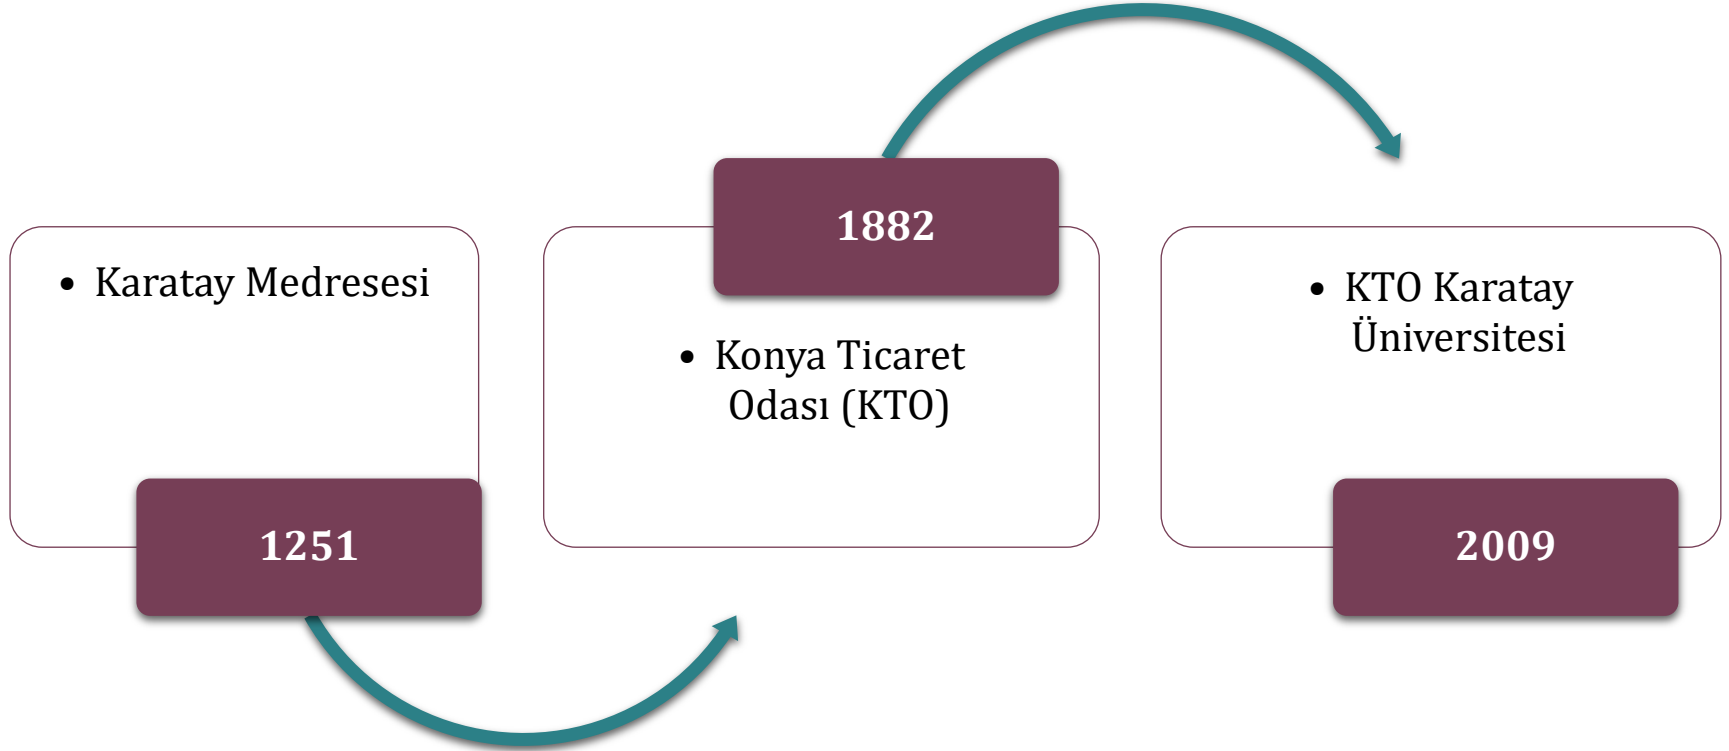 • Karatay Medresesi
1251
1882
• Konya Ticaret
Odası (KTO)
• KTO Karatay
Üniversitesi
2009